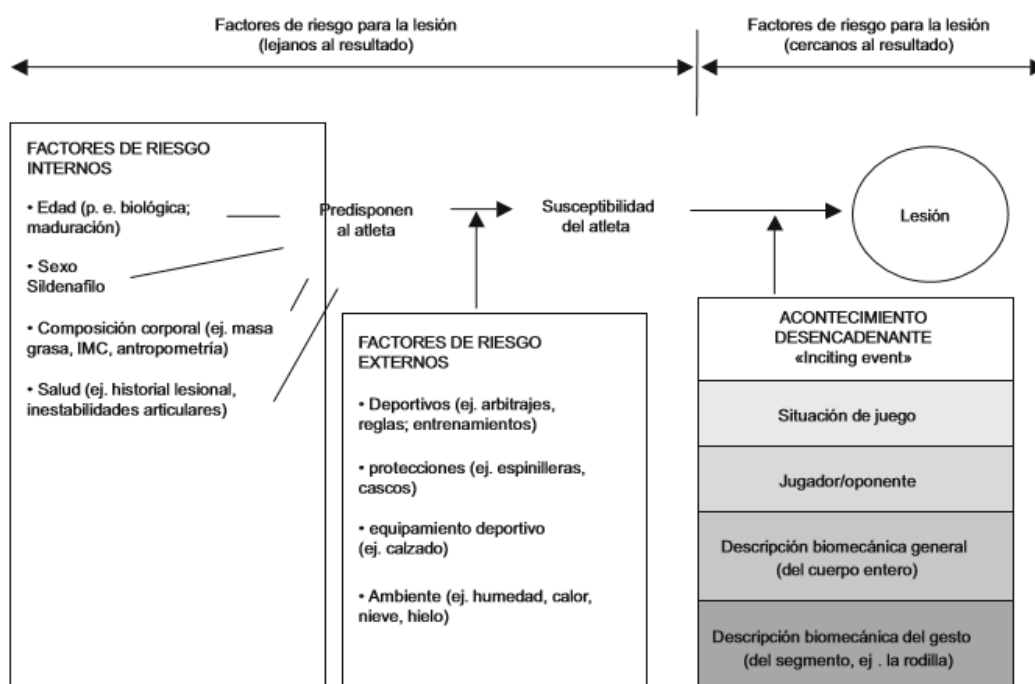 Factores de riesgo para la lesión
(lejanos al resultado)
Factores de riesgo para la lesión
(cercanos al resultado)
FACTORES DE RIESGO
INTERNOS
• Edad (p. e. biológica;
maduración)
• Sexo
Sildenafilo
• Composición corporal (ej. masa
grasa, IMC, antropometría)
• Salud (ej. historial lesional,
inestabilidades articulares)
Predisponen
al atleta
Susceptibilidad
del atleta
Lesión
FACTORES DE RIESGO
EXTERNOS
• Deportivos (ej. arbitrajes,
reglas; entrenamientos)
• protecciones (ej. espinilleras,
cascos)
• equipamiento deportivo
(ej. calzado)
• Ambiente (ej. humedad, calor,
nieve, hielo)
ACONTECIMIENTO
DESENCADENANTE
«Inciting event»
Situación de juego
Jugador/oponente
Descripción biomecánica general
(del cuerpo entero)
Descripción biomecánica del gesto
(del segmento, ej . la rodilla)